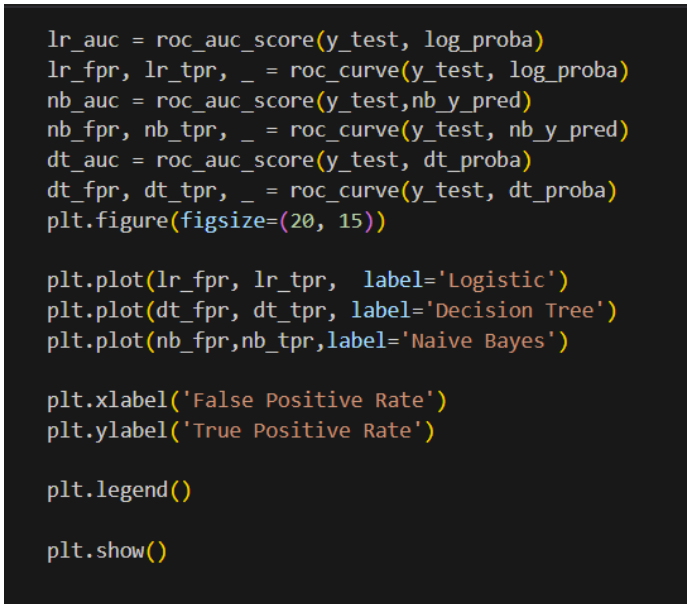 lr_auc = roc_auc_score(y_test, log_proba)
lr_fpr, lr_tpr, _ = roc_curve(y_test, log_proba)
nb_auc = roc_auc_score(y_test,nb_y_pred)
nb_fpr, nb_tpr, _ = roc_curve(y_test, nb_y_pred)
dt_auc = roc_auc_score(y_test, dt_proba)
dt_fpr, dt_tpr, _ = roc_curve(y_test, dt_proba)
plt.figure(figsize=(20, 15))
plt.plot(lr_fpr, lr_tpr,  label='Logistic')
plt.plot(dt_fpr, dt_tpr, label='Decision Tree')
plt.plot(nb_fpr,nb_tpr,label='Naive Bayes')
plt.xlabel('False Positive Rate')
plt.ylabel('True Positive Rate')
plt.legend()
plt.show()